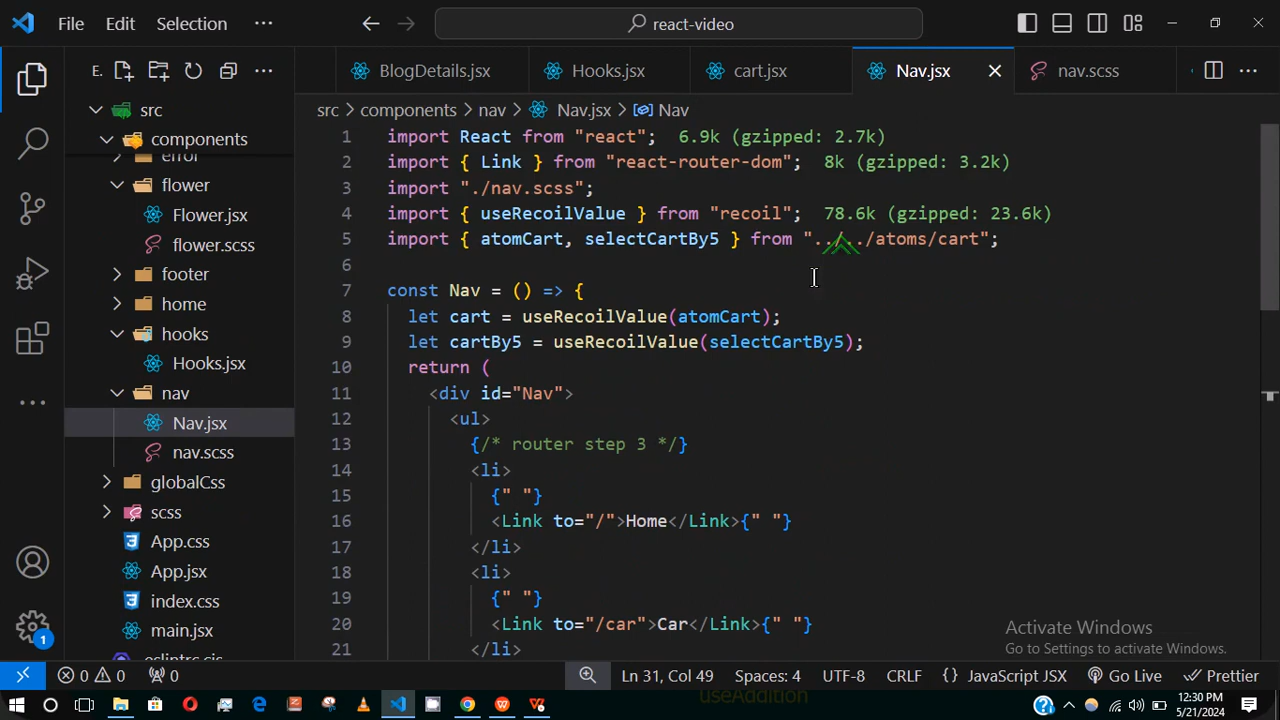 File Edit Selection ··· react-video
E. BlogDetails.jsx Hooks.jsx cart.jsx Nav.jsx nav.scss
src > components > nav > Nav.jsx > Nav
src
components
error
flower
Flower.jsx
flower.scss
footer
home
hooks
Hooks.jsx
nav
Nav.jsx
nav.scss
globalCss
scss
App.css
App.jsx
index.css
main.jsx
.eslintrc.cjs
1 import React from "react"; 6.9k (gzipped: 2.7k)
2 import { Link } from "react-router-dom"; 8k (gzipped: 3.2k)
3 import "./nav.scss";
4 import { useRecoilValue } from "recoil"; 78.6k (gzipped: 23.6k)
5 import { atomCart, selectCartBy5 } from "../../atoms/cart";
6
7 const Nav = () => {
8 let cart = useRecoilValue(atomCart);
9 let cartBy5 = useRecoilValue(selectCartBy5);
10 return (
11 <div id="Nav">
12 <ul>
13 {/* router step 3 */}
14 <li>
15 {" "}
16 <Link to="/">Home</Link>{" "}
17 </li>
18 <li>
19 {" "}
20 <Link to="/car">Car</Link>{" "}
21 </li>
Activate Windows
Go to Settings to activate Windows.
1
0 0 0 Ln 31, Col 49 Spaces: 2 UTF-8 CRLF {} JavaScript JSX Go Live Prettier
useAddition
12:30 PM
5/21/2024